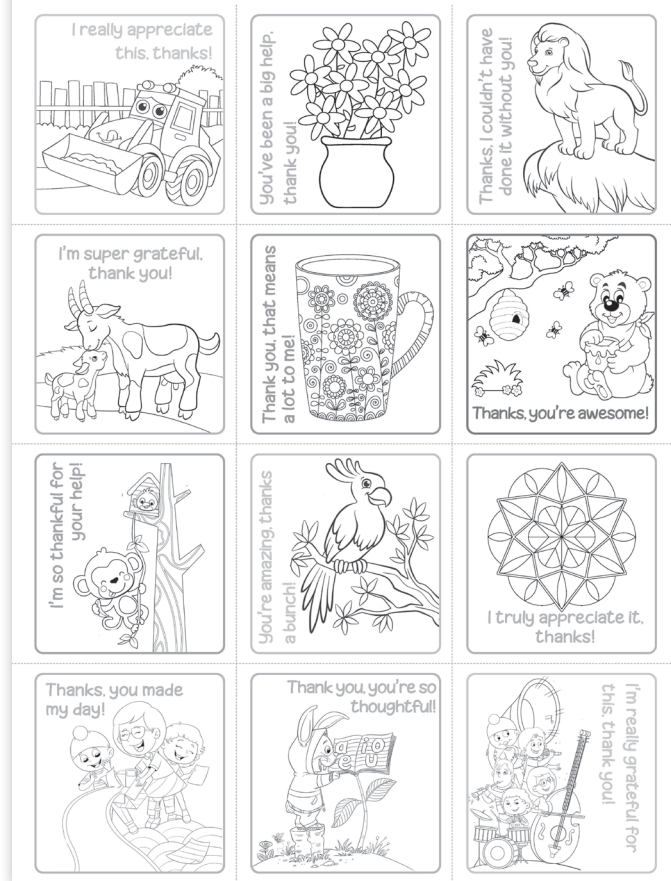 I really appreciate
this, thanks!
You've been a big help,
thank you!
Thanks, I couldn't have
done it without you!
I'm super grateful,
thank you!
Thank you, that means
a lot to me!
Thanks, you're awesome!
I'm so thankful for
your help!
You're amazing, thanks
a bunch!
I truly appreciate it,
thanks!
Thanks, you made
my day!
Thank you, you're so
thoughtful!
I'm really grateful for
this, thank you!